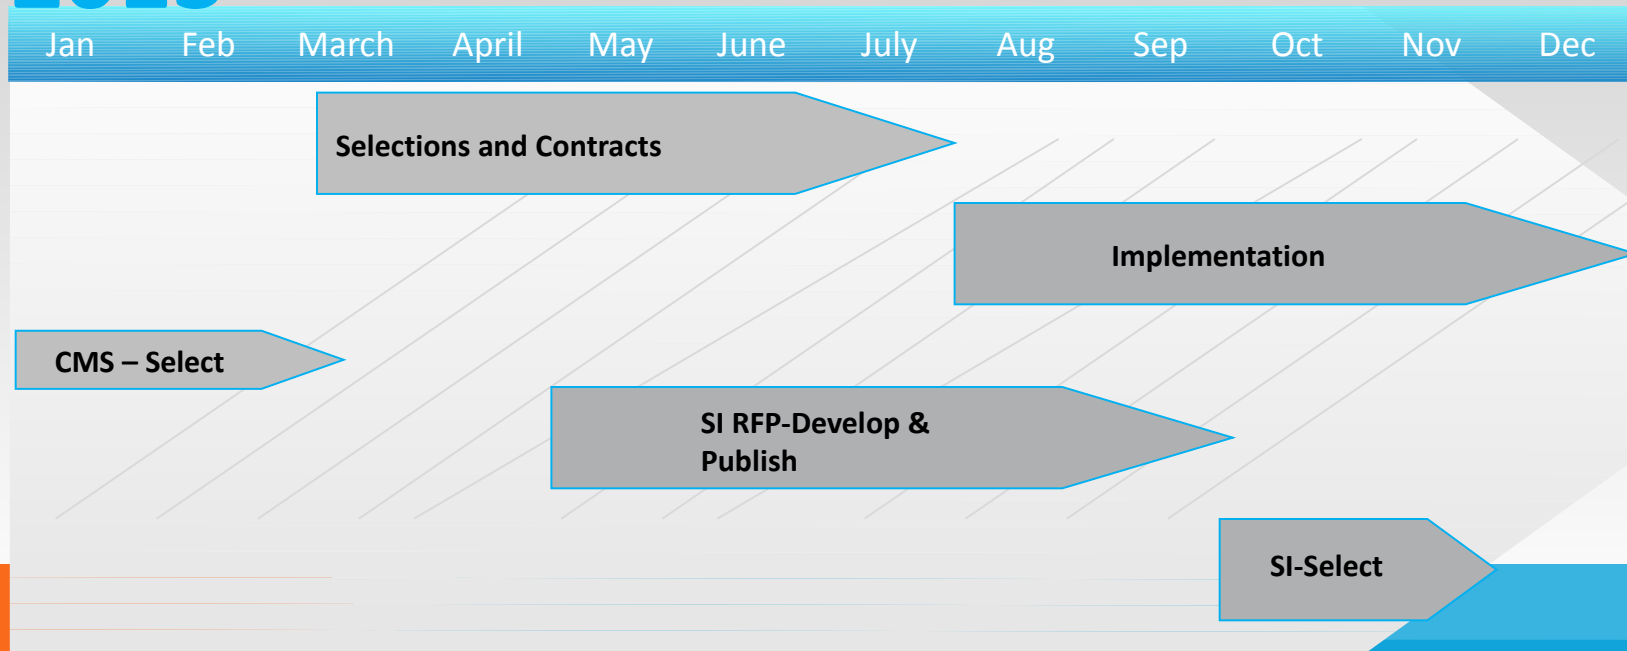 Jan Feb March April May June July Aug Sep Oct Nov Dec
Selections and Contracts
Implementation
CMS – Select
SI RFP-Develop &
Publish
SI-Select